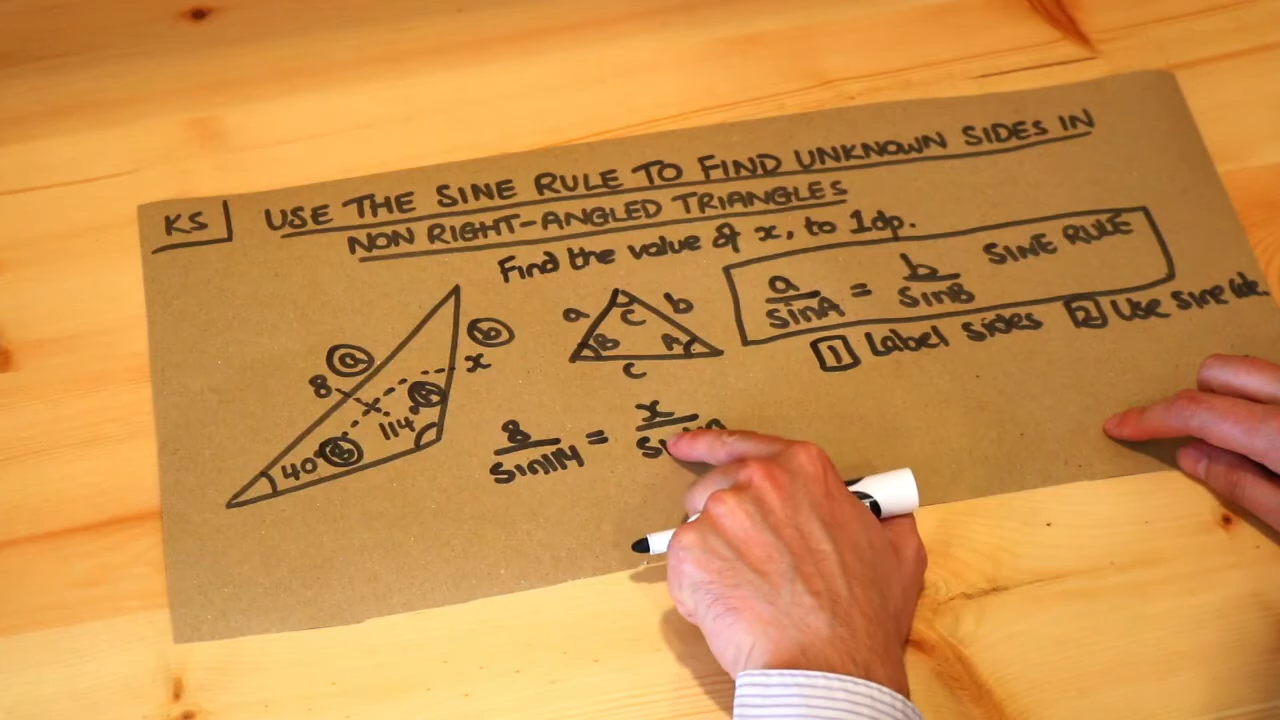 KS
USE THE SINE RULE TO FIND UNKNOWN SIDES IN
NON RIGHT-ANGLED TRIANGLES
Find the value of x, to 1dp.
a/sinA = b/sinB SINE RULE
1 Label sides 2 Use sine
a b c
A B C
a
8
b
x
A
114°
B
40°
8/sin114 = x